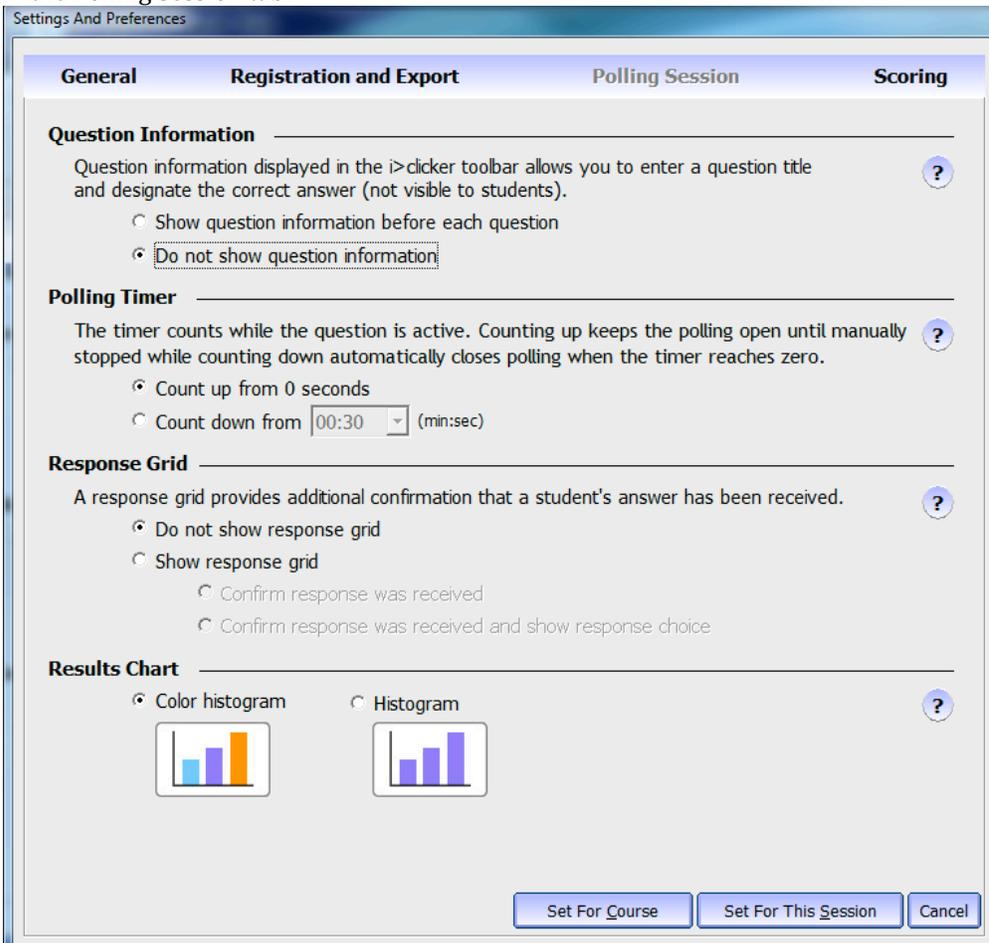 Settings And Preferences
General Registration and Export Polling Session Scoring
Question Information
Question information displayed in the i>clicker toolbar allows you to enter a question title
and designate the correct answer (not visible to students).
?
Show question information before each question
Do not show question information
Polling Timer
The timer counts while the question is active. Counting up keeps the polling open until manually
stopped while counting down automatically closes polling when the timer reaches zero.
?
Count up from 0 seconds
Count down from 00:30 (min:sec)
Response Grid
A response grid provides additional confirmation that a student's answer has been received.
?
Do not show response grid
Show response grid
Confirm response was received
Confirm response was received and show response choice
Results Chart
Color histogram Histogram
?
Set For Course Set For This Session Cancel